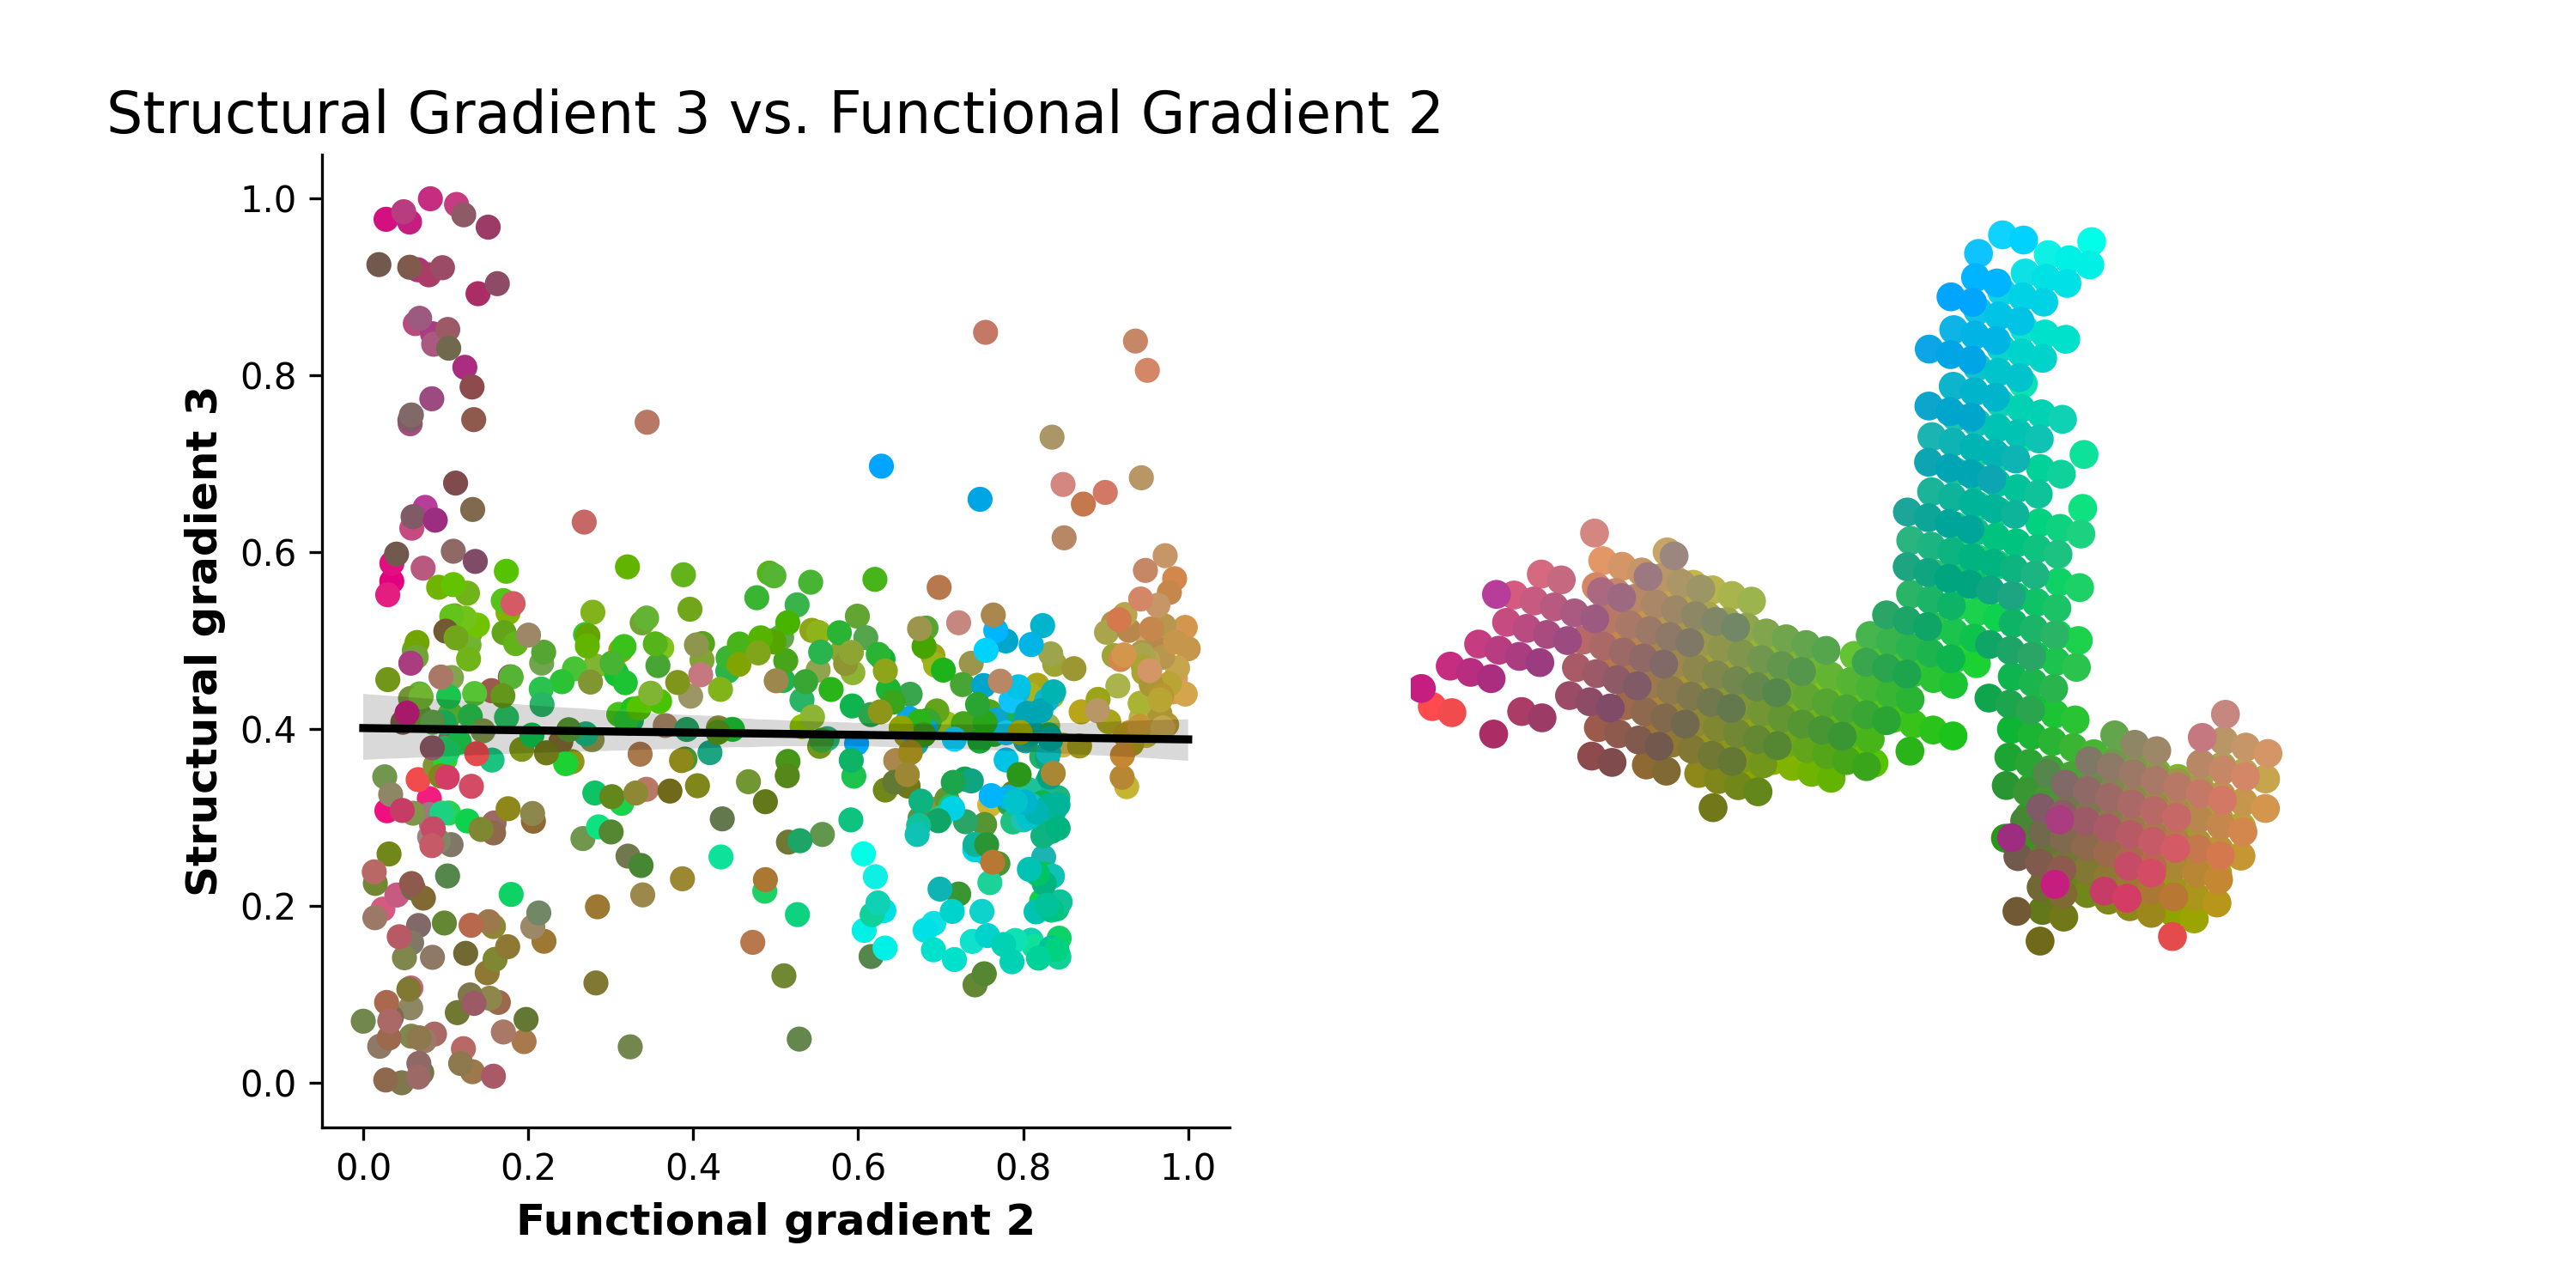 Structural Gradient 3 vs. Functional Gradient 2
1.0
0.8
0.6
0.4
0.2
0.0
Structural gradient 3
0.0 0.2 0.4 0.6 0.8 1.0
Functional gradient 2